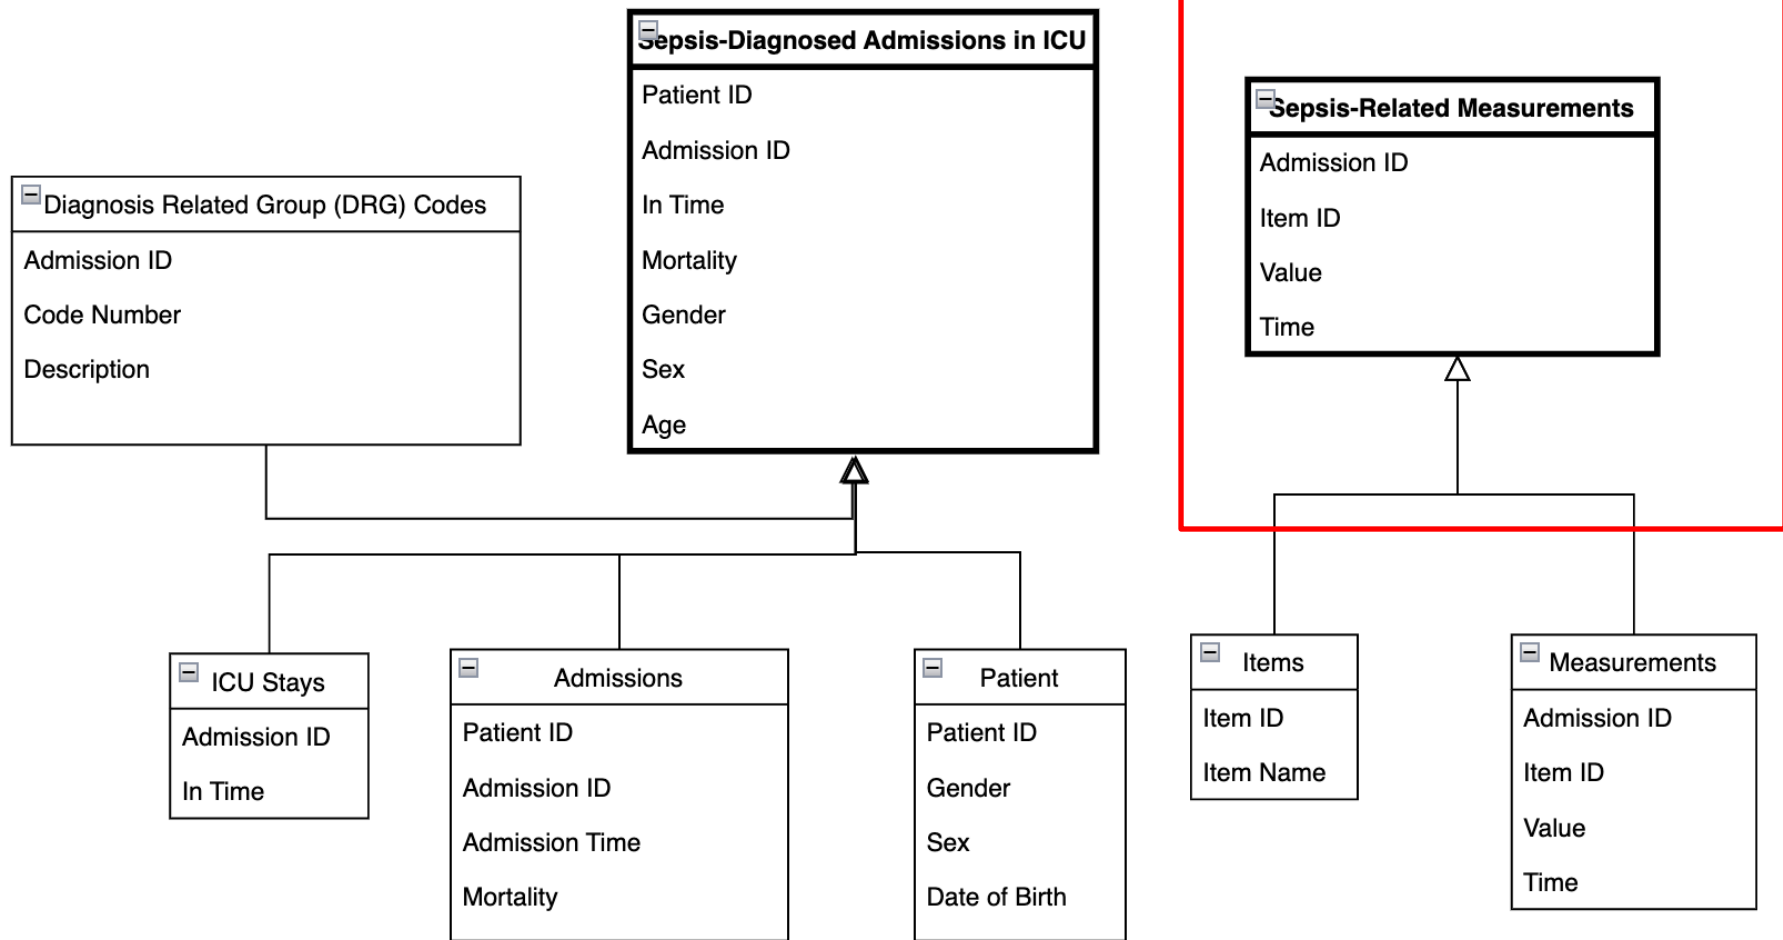 Sepsis-Diagnosed Admissions in ICU
Patient ID
Admission ID
In Time
Mortality
Gender
Sex
Age
Sepsis-Related Measurements
Admission ID
Item ID
Value
Time
Diagnosis Related Group (DRG) Codes
Admission ID
Code Number
Description
ICU Stays
Admission ID
In Time
Admissions
Patient ID
Admission ID
Admission Time
Mortality
Patient
Patient ID
Gender
Sex
Date of Birth
Items
Item ID
Item Name
Measurements
Admission ID
Item ID
Value
Time